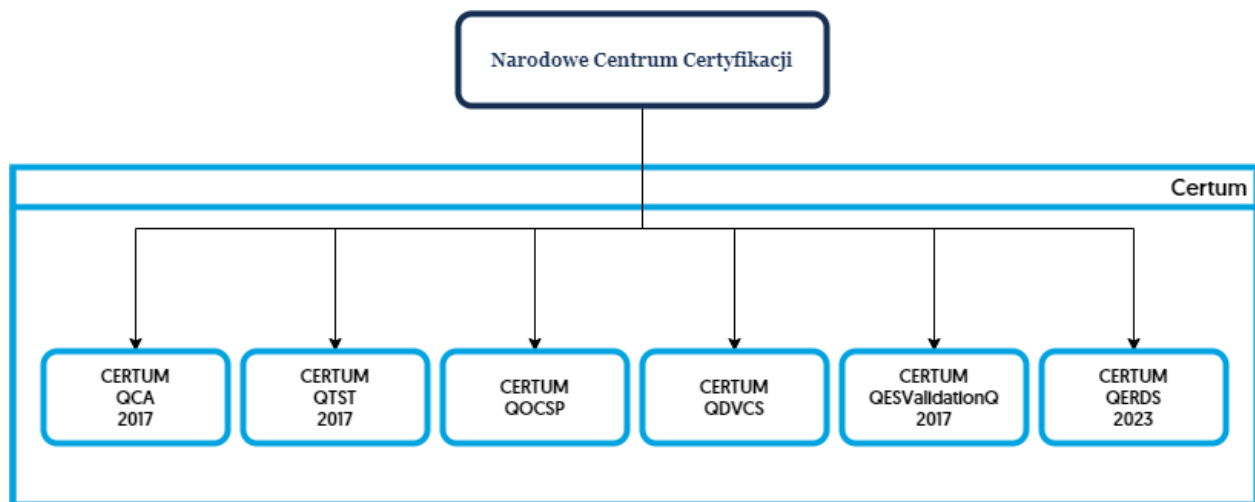 Narodowe Centrum Certyfikacji
Certum
CERTUM
QCA
2017
CERTUM
QTST
2017
CERTUM
QOCSP
CERTUM
QDVCS
CERTUM
QESValidationQ
2017
CERTUM
QERDS
2023